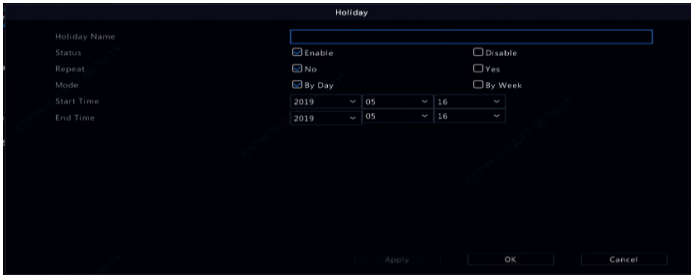 Holiday
Holiday Name
Status Enable Disable
Repeat No Yes
Mode By Day By Week
Start Time 2019 05 16
End Time 2019 05 16
Apply OK Cancel